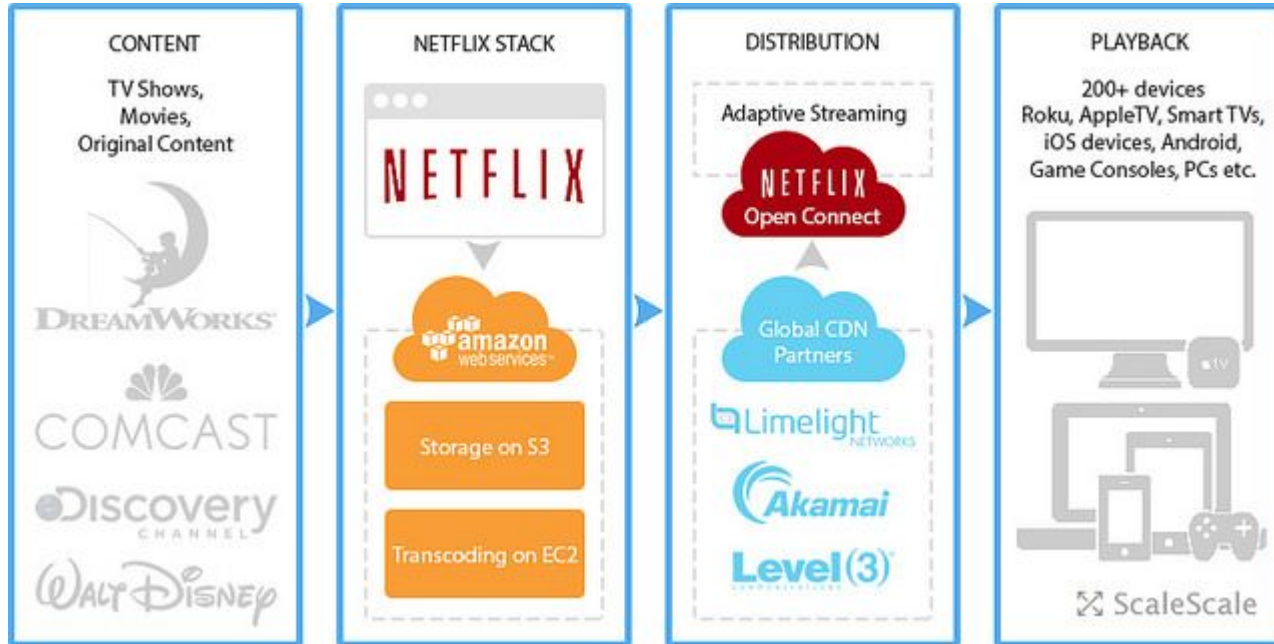 CONTENT
TV Shows,
Movies,
Original Content
DREAMWORKS
COMCAST
Discovery
CHANNEL
WALT DISNEY
NETFLIX STACK
NETFLIX
amazon
web services™
Storage on S3
Transcoding on EC2
DISTRIBUTION
Adaptive Streaming
NETFLIX
Open Connect
Global CDN
Partners
Limelight
NETWORKS
Akamai
Level(3)
COMMUNICATIONS
PLAYBACK
200+ devices
Roku, AppleTV, Smart TVs,
iOS devices, Android,
Game Consoles, PCs etc.
tv
ScaleScale